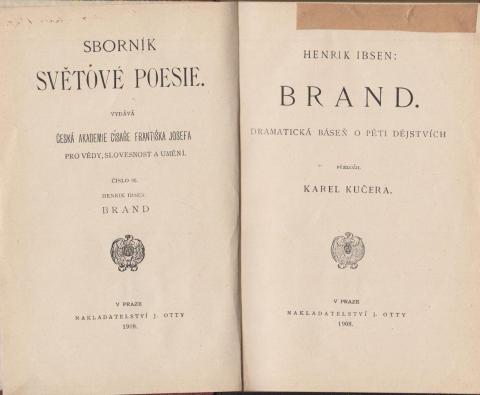 SBORNÍK
SVĚTOVÉ POESIE.
VYDÁVÁ
ČESKÁ AKADEMIE CÍSAŘE FRANTIŠKA JOSEFA
PRO VĚDY, SLOVESNOST A UMĚNÍ.
ČÍSLO
HENRIK IBSEN:
BRAND
V PRAZE
NAKLADATELSTVÍ J. OTTY
1908.
HENRIK IBSEN:
BRAND.
DRAMATICKÁ BÁSEŇ O PĚTI DĚJSTVÍCH
PŘELOŽIL
KAREL KUČERA.
V PRAZE
NAKLADATELSTVÍ J. OTTY
1908.